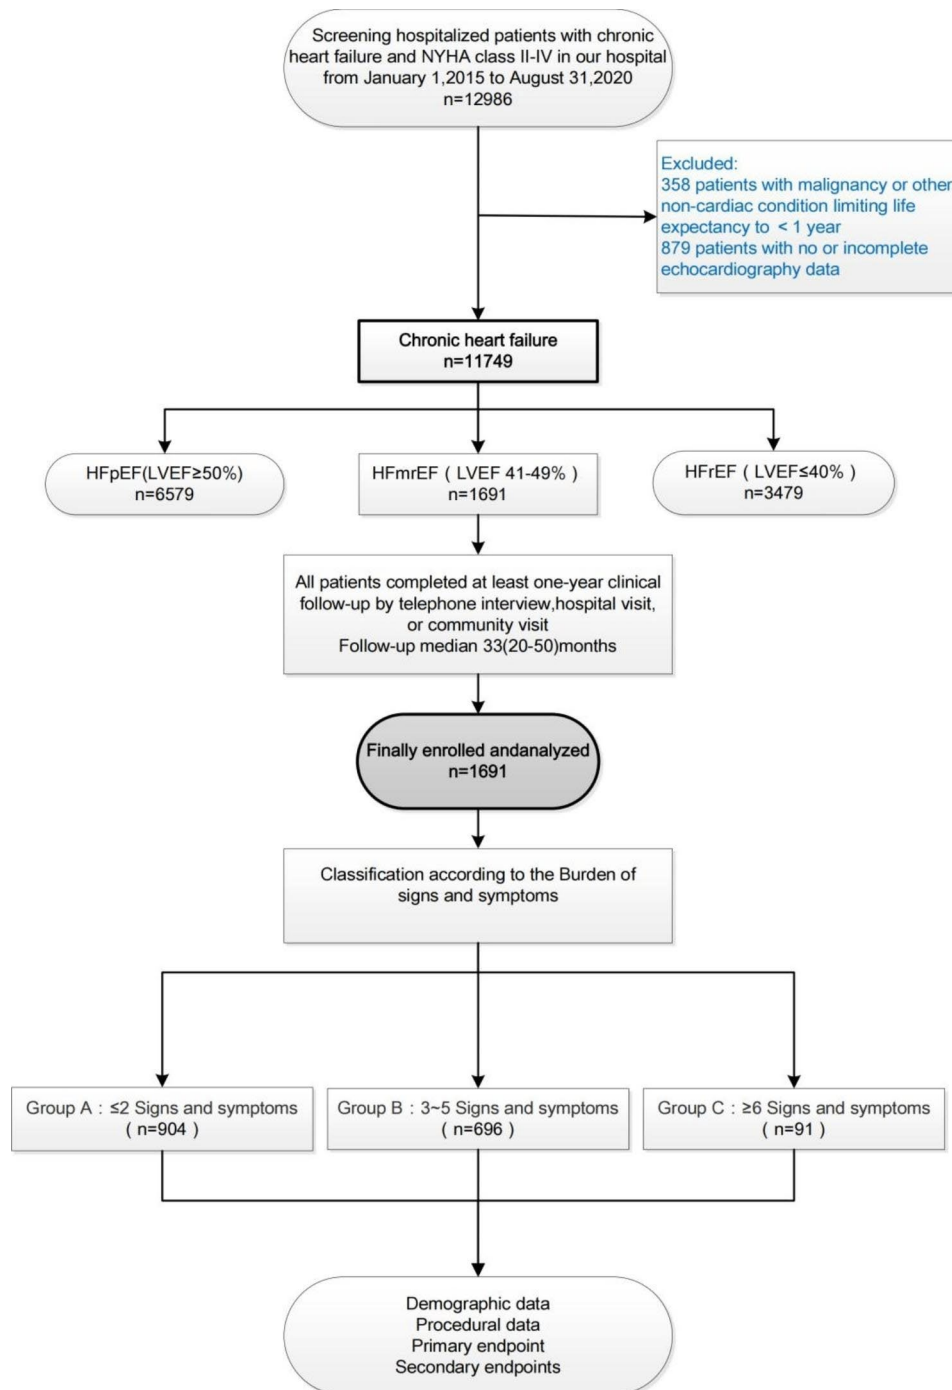 Screening hospitalized patients with chronic
heart failure and NYHA class II-IV in our hospital
from January 1,2015 to August 31,2020
n=12986
Excluded:
358 patients with malignancy or other
non-cardiac condition limiting life
expectancy to < 1 year
879 patients with no or incomplete
echocardiography data
Chronic heart failure
n=11749
HFpEF(LVEF≥50%)
n=6579
HFmrEF ( LVEF 41-49% )
n=1691
HFrEF ( LVEF≤40% )
n=3479
All patients completed at least one-year clinical
follow-up by telephone interview,hospital visit,
or community visit
Follow-up median 33(20-50)months
Finally enrolled andanalyzed
n=1691
Classification according to the Burden of
signs and symptoms
Group A : ≤2 Signs and symptoms
( n=904 )
Group B : 3~5 Signs and symptoms
( n=696 )
Group C : ≥6 Signs and symptoms
( n=91 )
Demographic data
Procedural data
Primary endpoint
Secondary endpoints